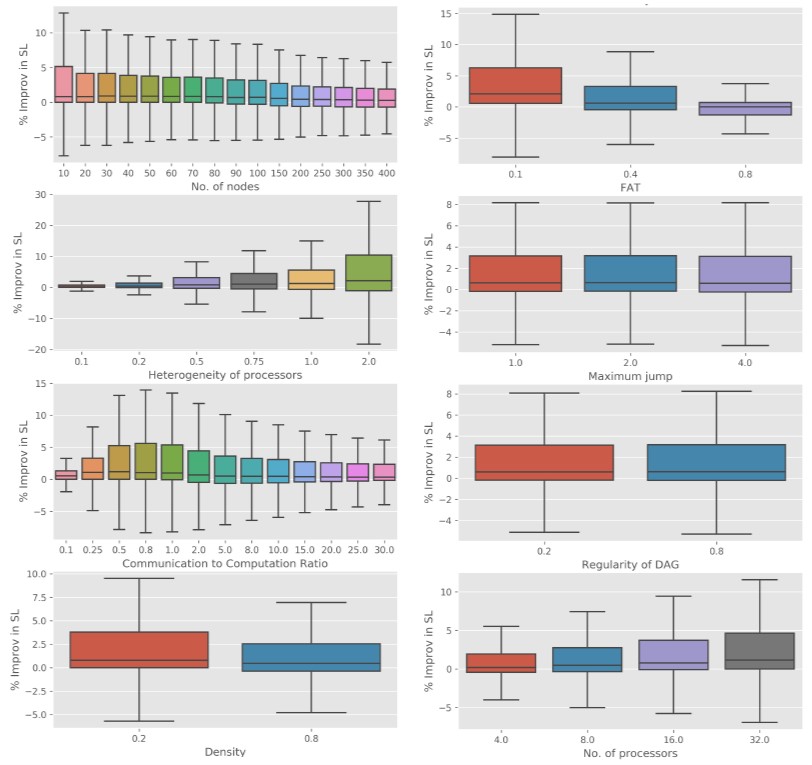 % Improv in SL
10
5
0
−5
10 20 30 40 50 60 70 80 90 100 150 200 250 300 350 400
No. of nodes
% Improv in SL
15
10
5
0
−5
0.1 0.4 0.8
FAT
% Improv in SL
30
20
10
0
−10
−20
0.1 0.2 0.5 0.75 1.0 2.0
Heterogeneity of processors
% Improv in SL
8
6
4
2
0
−2
−4
1.0 2.0 4.0
Maximum jump
% Improv in SL
15
10
5
0
−5
0.1 0.25 0.5 0.8 1.0 2.0 5.0 8.0 10.0 15.0 20.0 25.0 30.0
Communication to Computation Ratio
% Improv in SL
8
6
4
2
0
−2
−4
0.2 0.8
Regularity of DAG
% Improv in SL
10.0
7.5
5.0
2.5
0.0
−2.5
−5.0
0.2 0.8
Density
% Improv in SL
10
5
0
−5
4.0 8.0 16.0 32.0
No. of processors